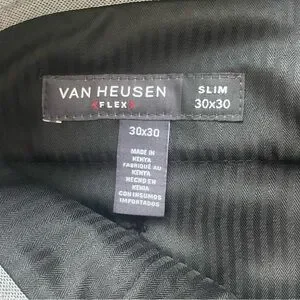 VAN HEUSEN
<FLEX>
SLIM
30x30
30x30
MADE IN
KENYA
FABRIQUÉ AU
KENYA
HECHO EN
KENIA
CON INSUMOS
IMPORTADOS